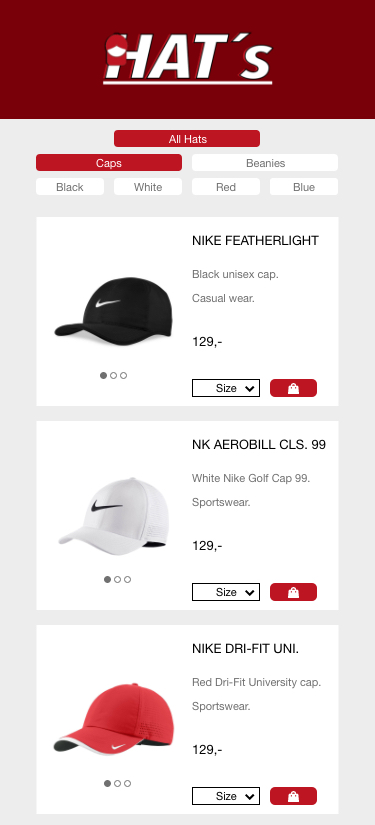 HAT´s
All Hats
Caps
Beanies
Black
White
Red
Blue
NIKE FEATHERLIGHT
Black unisex cap.
Casual wear.
129,-
Size
NK AEROBILL CLS. 99
White Nike Golf Cap 99.
Sportswear.
129,-
Size
NIKE DRI-FIT UNI.
Red Dri-Fit University cap.
Sportswear.
129,-
Size